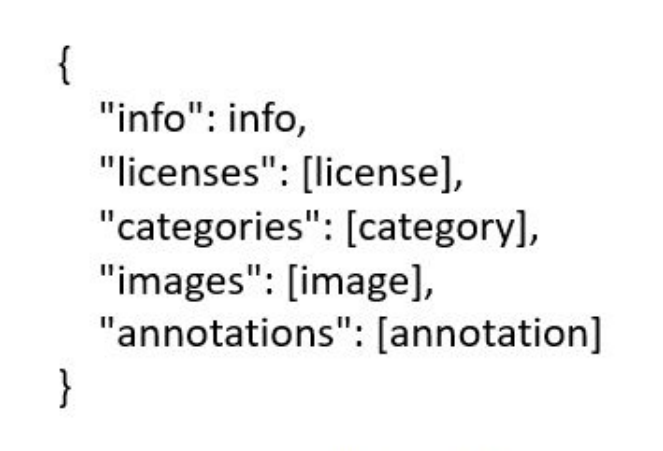 {
"info": info,
"licenses": [license],
"categories": [category],
"images": [image],
"annotations": [annotation]
}